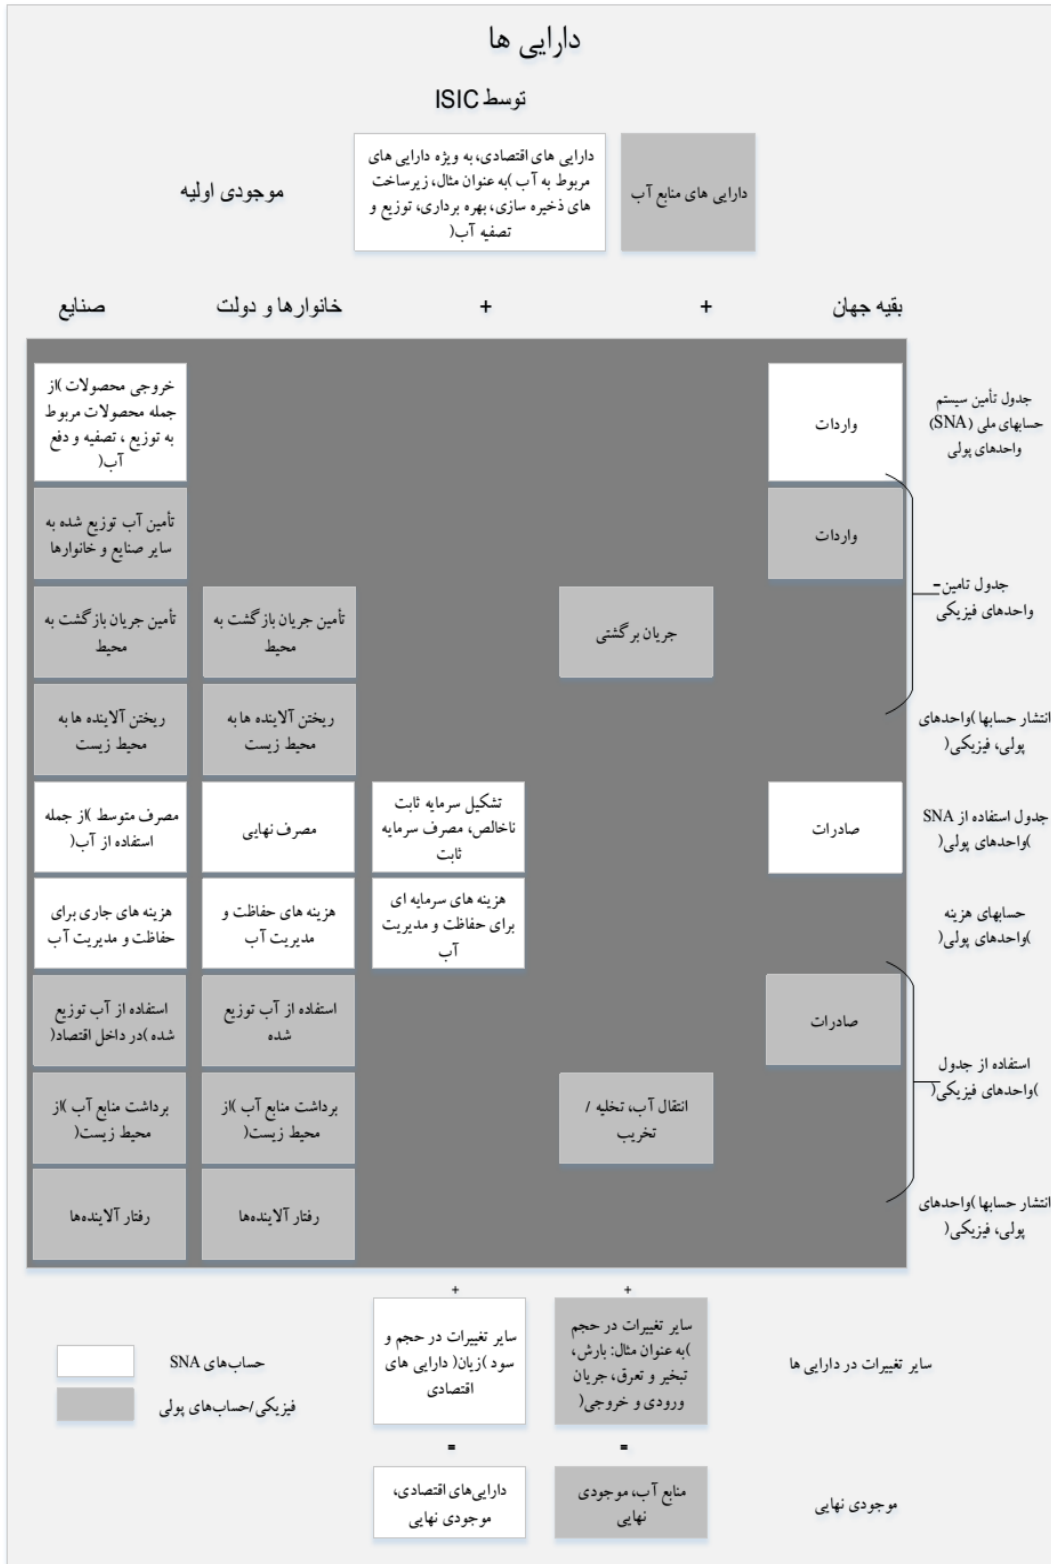 دارایی ها
توسط ISIC
موجودی اولیه
دارایی های منابع آب
دارایی های اقتصادی، به ویژه دارایی های
مربوط به آب )به عنوان مثال، زیرساخت
های ذخیره سازی، بهره برداری، توزیع و
تصفیه آب(
بقیه جهان
+
+
خانوارها و دولت
صنایع
جدول تأمین سیستم
حسابهای ملی (SNA)
واحدهای پولی
واردات
خروجی محصولات )از
جمله محصولات مربوط
به توزیع ، تصفیه و دفع
آب(
واردات
تأمین آب توزیع شده به
سایر صنایع و خانوارها
جدول تامین-
واحدهای فیزیکی
جریان برگشتی
تأمین جریان بازگشت به
محیط
تأمین جریان بازگشت به
محیط
انتشار حسابها )واحدهای
پولی، فیزیکی(
ریختن آلاینده ها به
محیط زیست
ریختن آلاینده ها به
محیط زیست
جدول استفاده از SNA
)واحدهای پولی(
صادرات
تشکیل سرمایه ثابت
ناخالص، مصرف سرمایه
ثابت
مصرف نهایی
مصرف متوسط )از جمله
استفاده از آب(
حسابهای هزینه
)واحدهای پولی(
هزینه های سرمایه ای
برای حفاظت و مدیریت
آب
هزینه های حفاظت و
مدیریت آب
هزینه های جاری برای
حفاظت و مدیریت آب
صادرات
استفاده از آب توزیع
شده
استفاده از آب توزیع
شده )در داخل اقتصاد(
استفاده از جدول
)واحدهای فیزیکی(
انتقال آب، تخلیه /
تخریب
برداشت منابع آب )از
محیط زیست(
برداشت منابع آب )از
محیط زیست(
انتشار حسابها )واحدهای
پولی، فیزیکی(
رفتار آلاینده‌ها
رفتار آلاینده‌ها
+
+
سایر تغییرات در دارایی ها
سایر تغییرات در حجم
)به عنوان مثال: بارش،
تبخیر و تعرق، جریان
ورودی و خروجی(
سایر تغییرات در حجم و
سود )زیان( دارایی های
اقتصادی
حساب‌های SNA
فیزیکی/حساب‌های پولی
=
=
موجودی نهایی
منابع آب، موجودی
نهایی
دارایی‌های اقتصادی،
موجودی نهایی